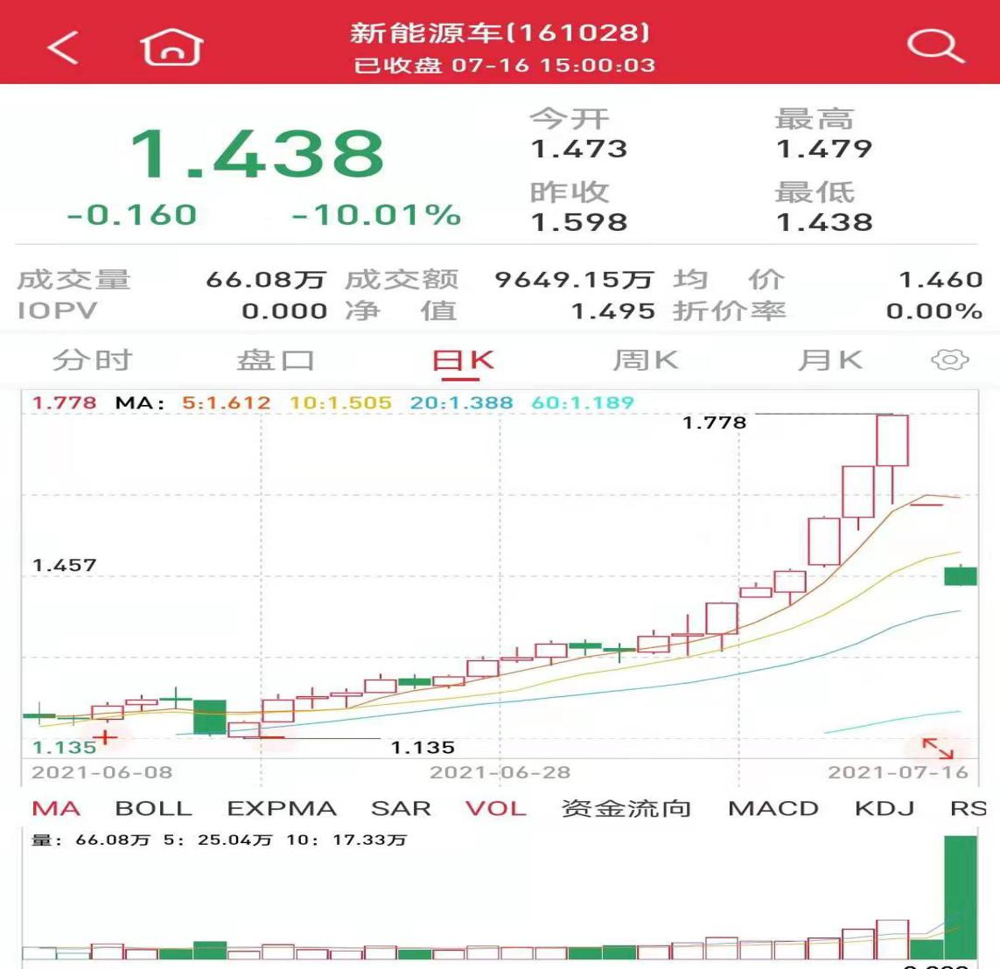 新能源车(161028)
已收盘 07-16 15:00:03
1.438
-0.160 -10.01%
今开 最高
1.473 1.479
昨收 最低
1.598 1.438
成交量 66.08万 成交额 9649.15万 均 价 1.460
IOPV 0.000 净 值 1.495 折价率 0.00%
分时 盘口 日K 周K 月K
1.778 MA: 5:1.612 10:1.505 20:1.388 60:1.189
1.778
1.457
1.135 1.135
2021-06-08 2021-06-28 2021-07-16
MA BOLL EXPMA SAR VOL 资金流向 MACD KDJ RS
量: 66.08万 5: 25.04万 10: 17.33万